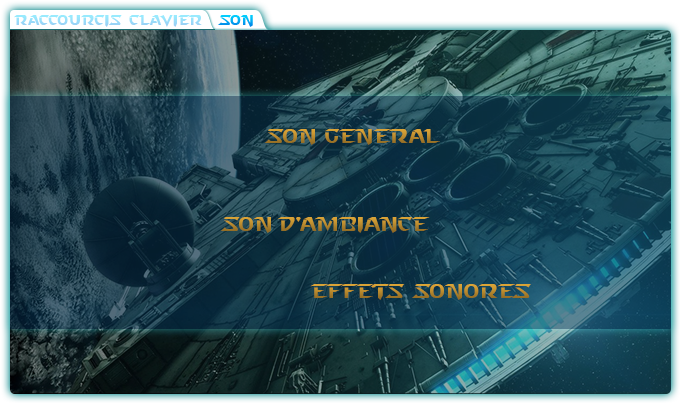 RACCOURCIS CLAVIER SON
SON GENERAL
SON D'AMBIANCE
EFFETS SONORES